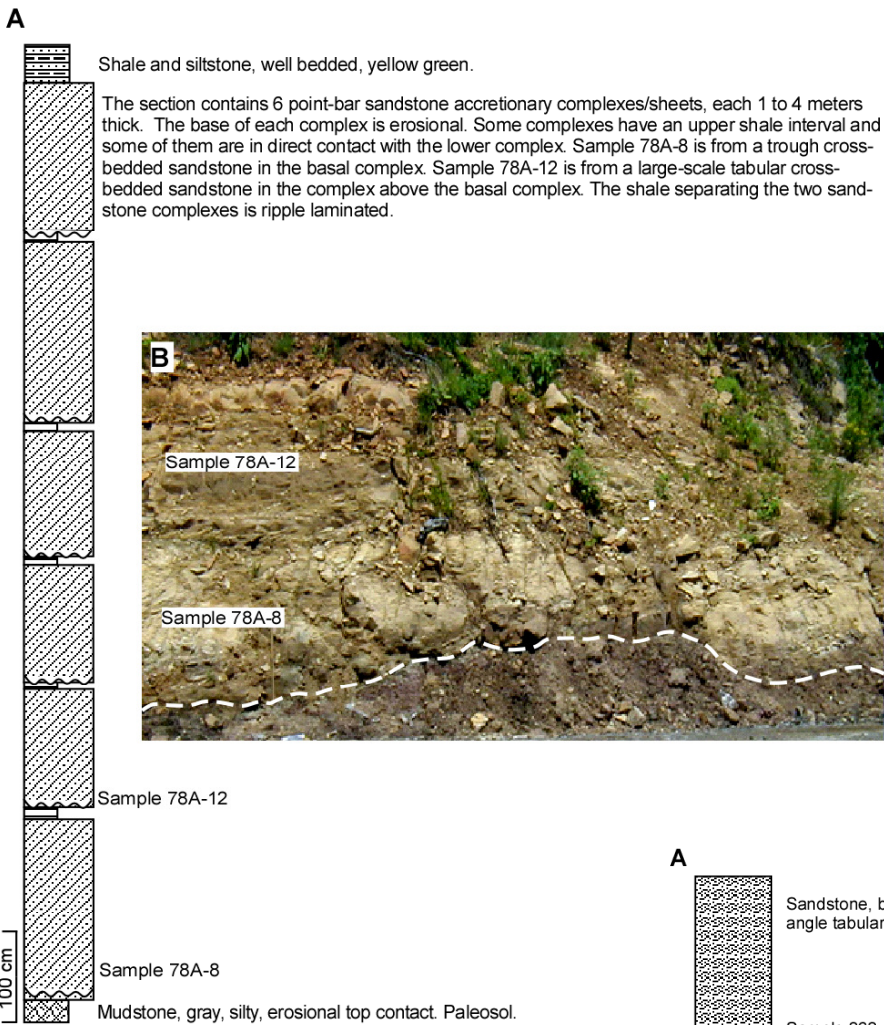 A
Shale and siltstone, well bedded, yellow green.
The section contains 6 point-bar sandstone accretionary complexes/sheets, each 1 to 4 meters
thick. The base of each complex is erosional. Some complexes have an upper shale interval and
some of them are in direct contact with the lower complex. Sample 78A-8 is from a trough cross-
bedded sandstone in the basal complex. Sample 78A-12 is from a large-scale tabular cross-
bedded sandstone in the complex above the basal complex. The shale separating the two sand-
stone complexes is ripple laminated.
B
Sample 78A-12
Sample 78A-8
Sample 78A-12
A
Sandstone, b
angle tabular
Sample 78A-8
100 cm
Mudstone, gray, silty, erosional top contact. Paleosol.